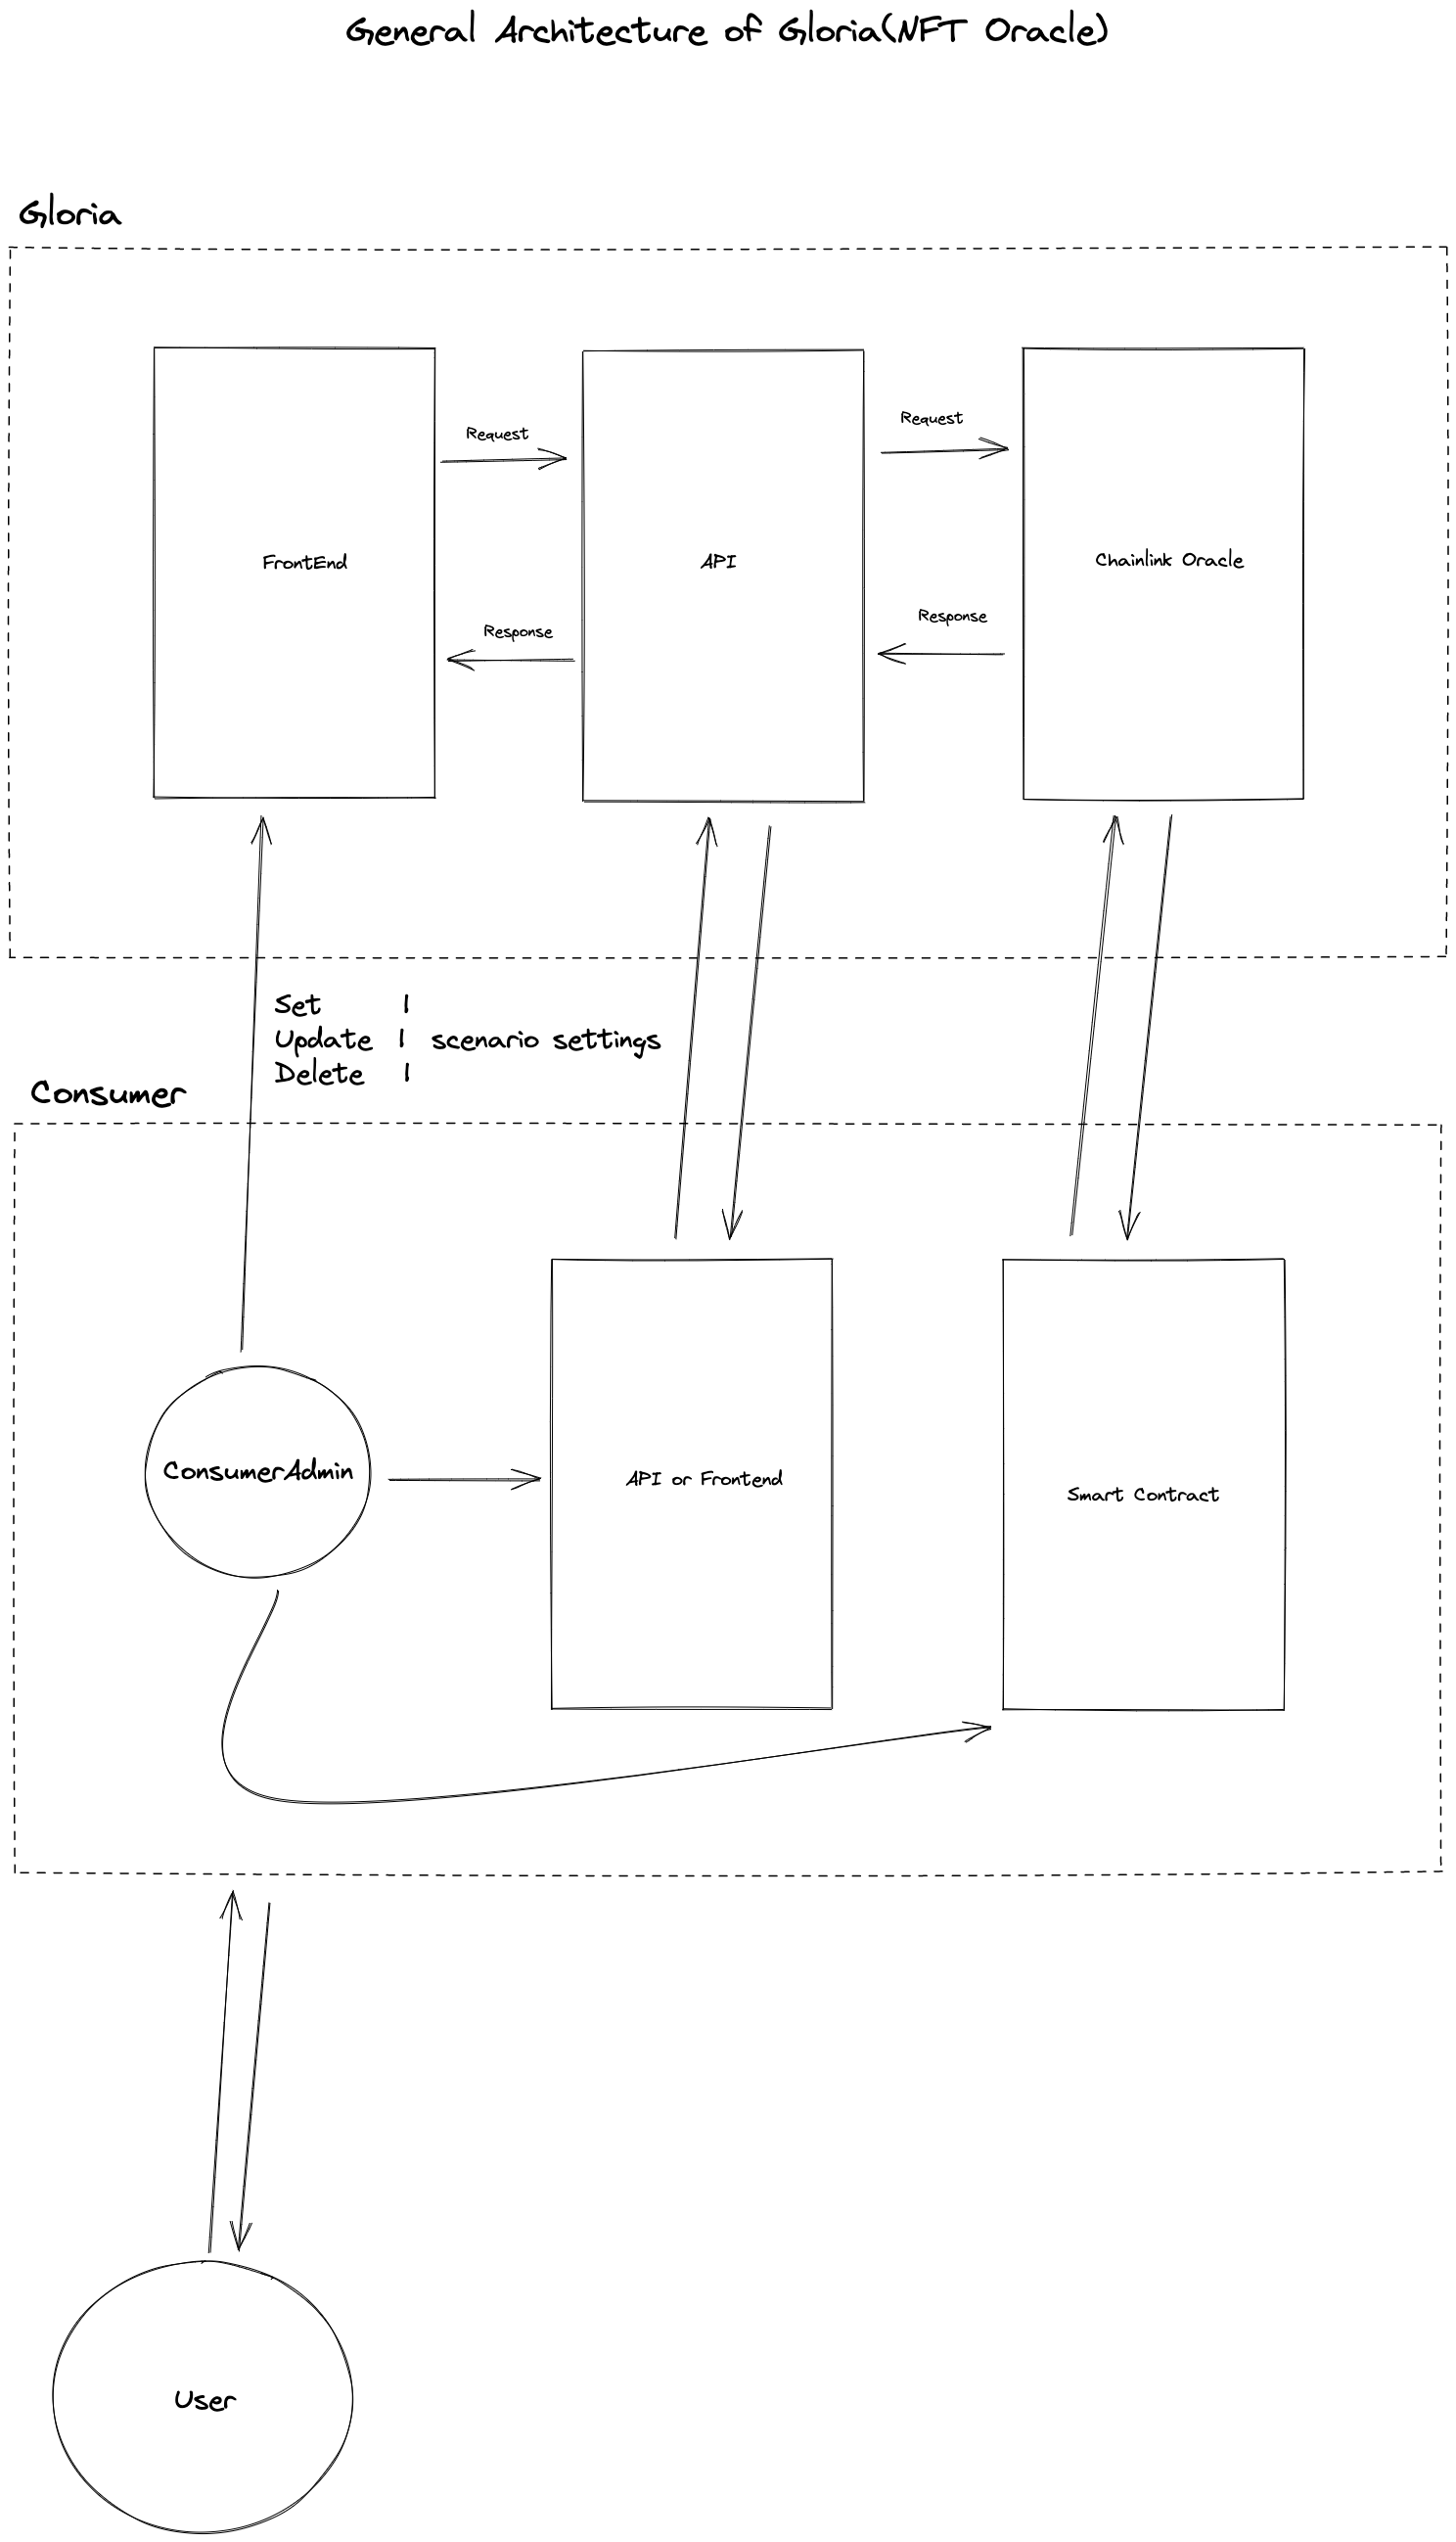 General Architecture of Gloria(NFT Oracle)
Gloria
Request
Request
FrontEnd
API
Chainlink Oracle
Response
Response
Set |
Update | scenario settings
Delete |
Consumer
ConsumerAdmin
API or Frontend
Smart Contract
User